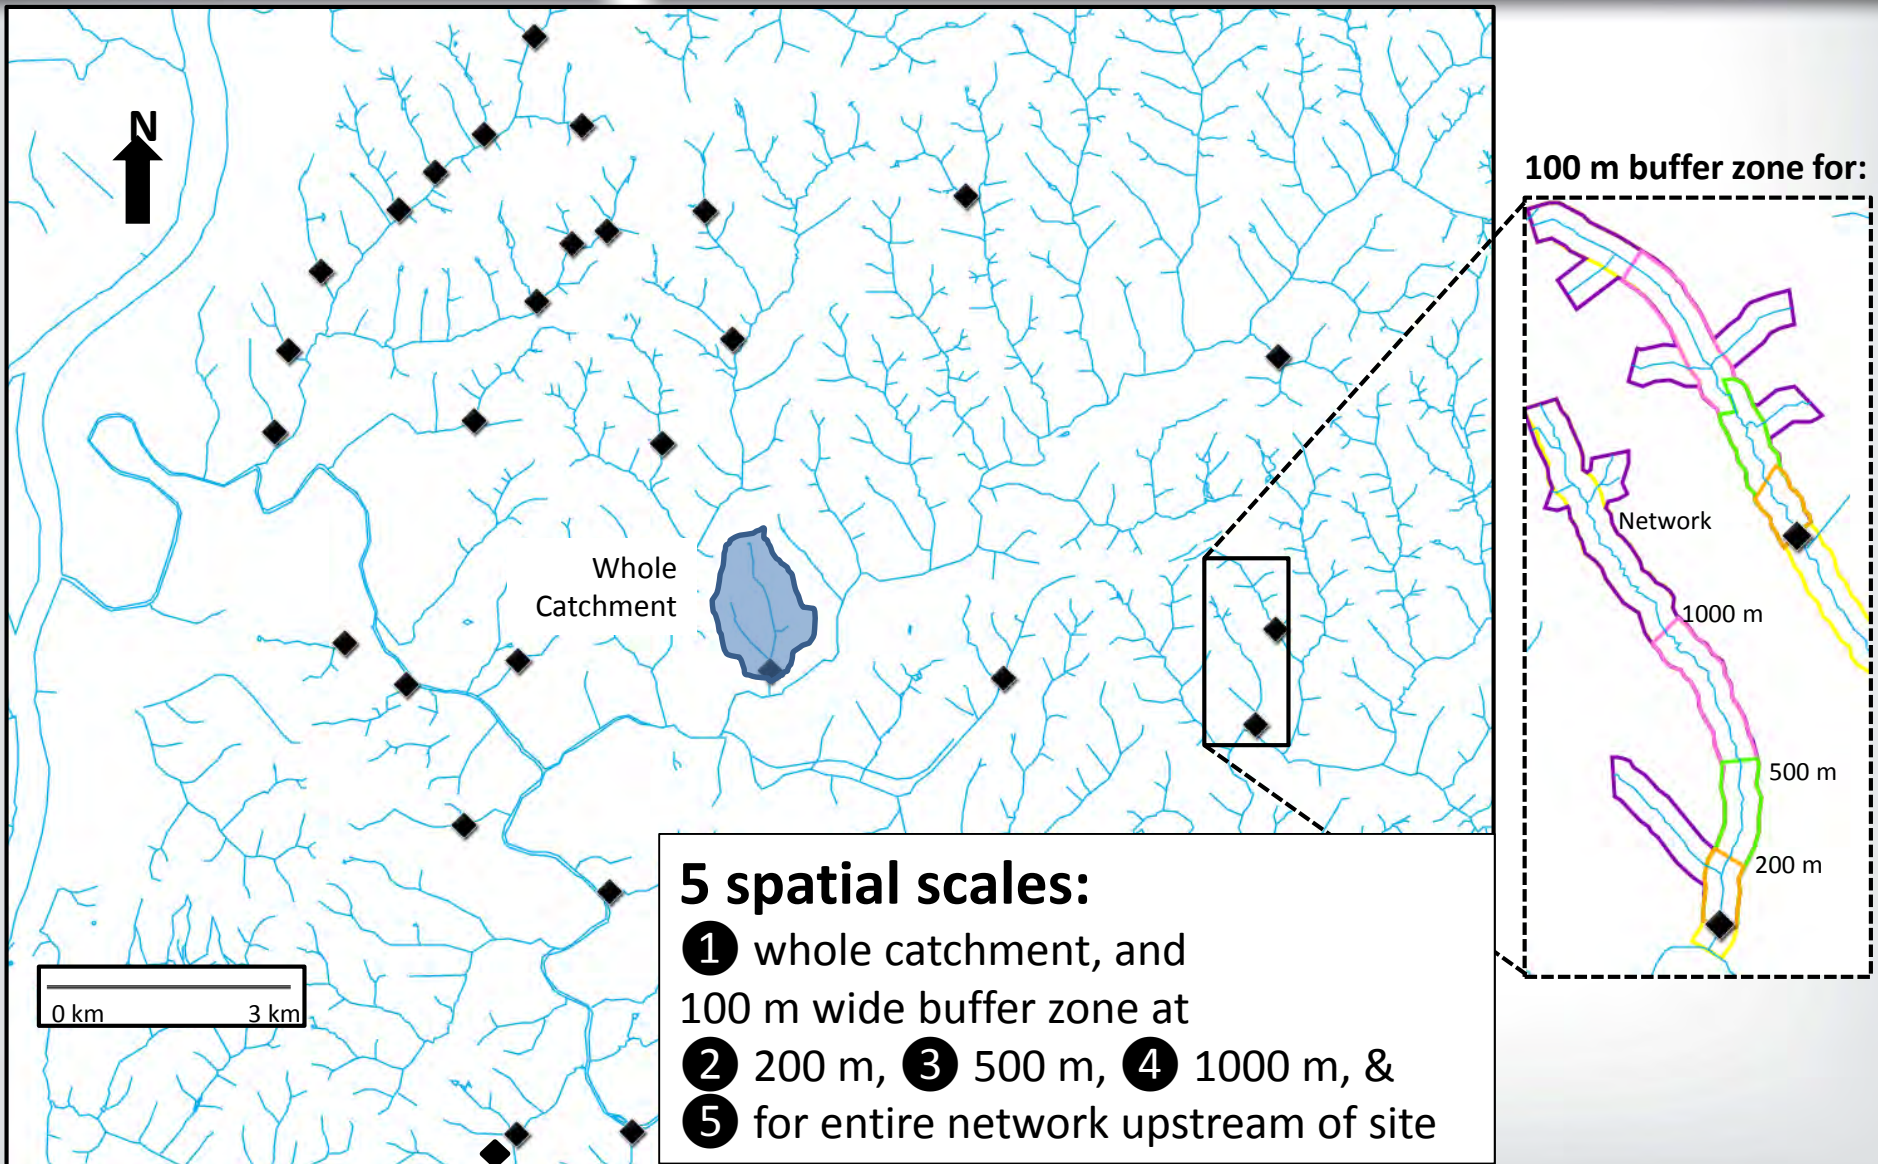 N
100 m buffer zone for:
Network
1000 m
500 m
200 m
Whole
Catchment
0 km 3 km
5 spatial scales:
1 whole catchment, and
100 m wide buffer zone at
2 200 m, 3 500 m, 4 1000 m, &
5 for entire network upstream of site